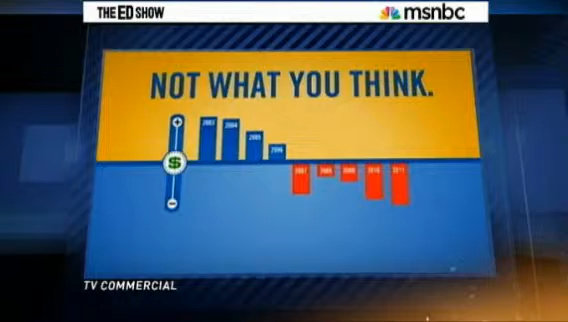 THE ED SHOW
msnbc
NOT WHAT YOU THINK.
+
2003 2004 2005 2006
$
2007 2008 2009 2010 2011
−
TV COMMERCIAL